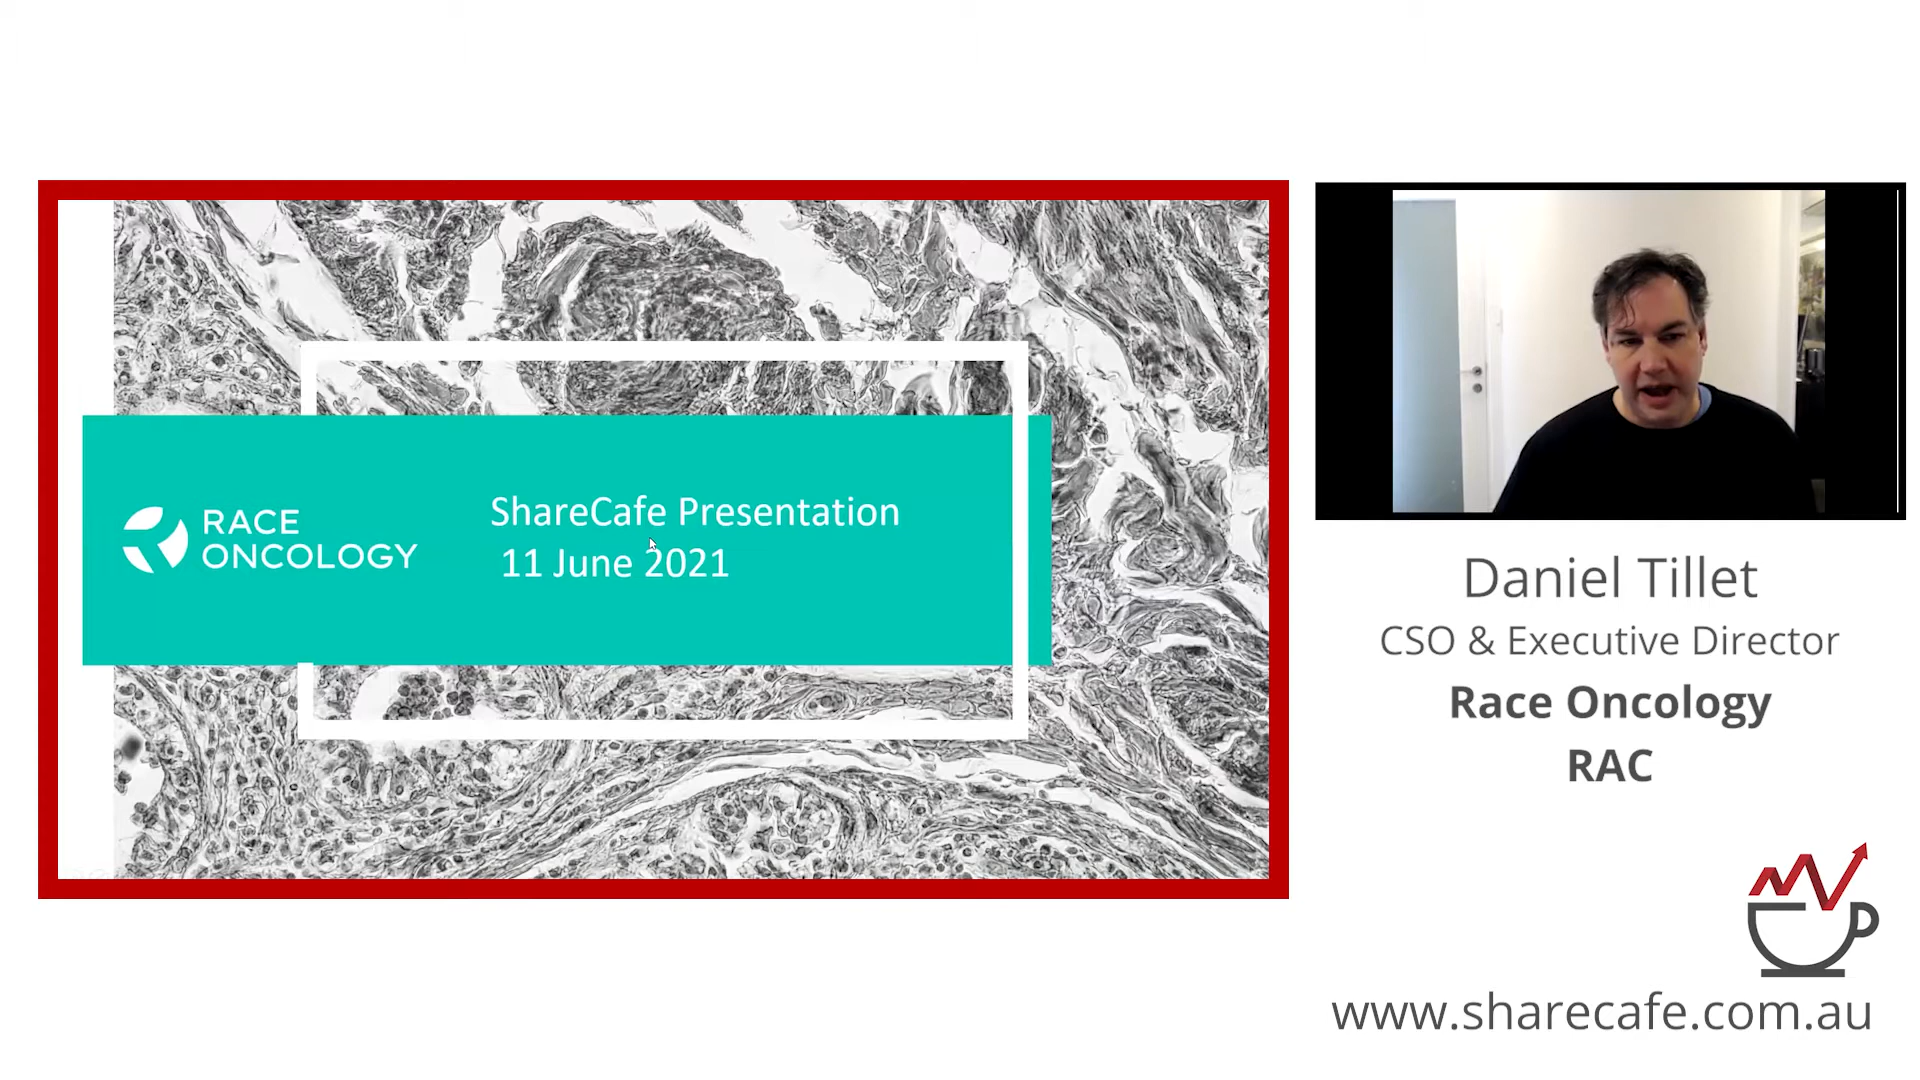 RACE
ONCOLOGY
ShareCafe Presentation
11 June 2021
Daniel Tillet
CSO & Executive Director
Race Oncology
RAC
www.sharecafe.com.au